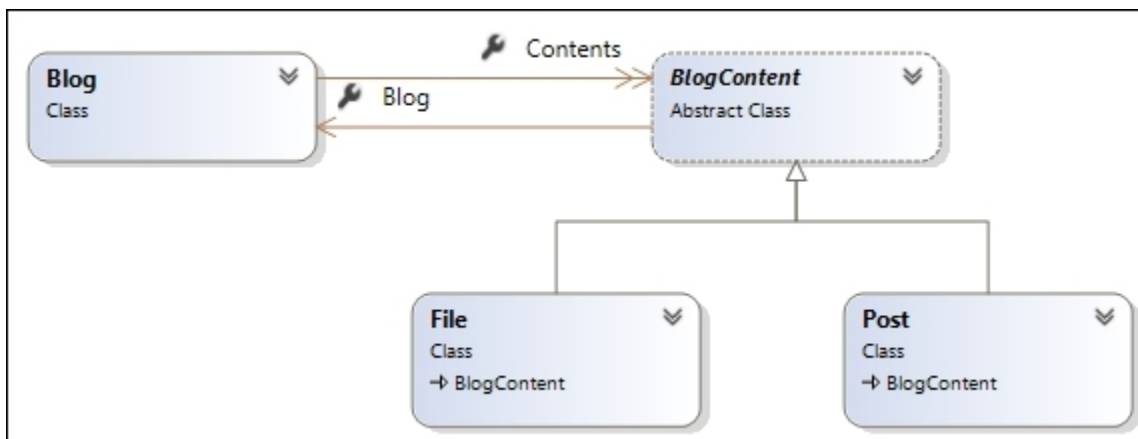 Contents
Blog
Class
Blog
BlogContent
Abstract Class
File
Class
BlogContent
Post
Class
BlogContent